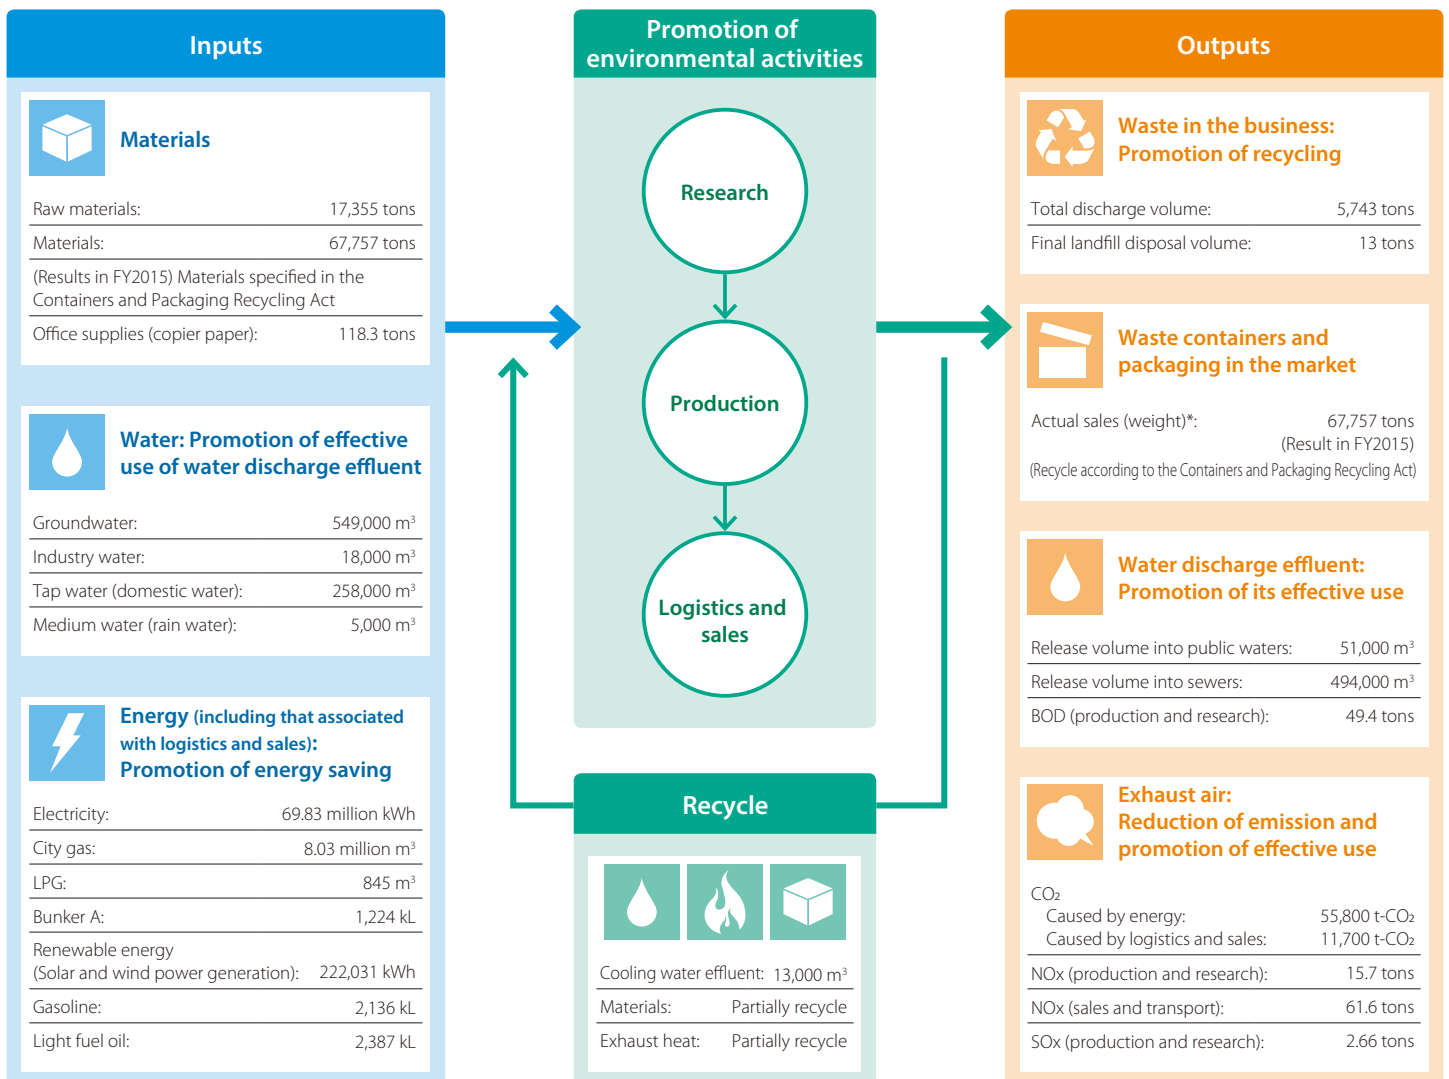 Inputs
Materials
Raw materials: 17,355 tons
Materials: 67,757 tons
(Results in FY2015) Materials specified in the
Containers and Packaging Recycling Act
Office supplies (copier paper): 118.3 tons
Water: Promotion of effective
use of water discharge effluent
Groundwater: 549,000 m³
Industry water: 18,000 m³
Tap water (domestic water): 258,000 m³
Medium water (rain water): 5,000 m³
Energy (including that associated
with logistics and sales):
Promotion of energy saving
Electricity: 69.83 million kWh
City gas: 8.03 million m³
LPG: 845 m³
Bunker A: 1,224 kL
Renewable energy
(Solar and wind power generation): 222,031 kWh
Gasoline: 2,136 kL
Light fuel oil: 2,387 kL
Promotion of
environmental activities
Research
Production
Logistics and
sales
Recycle
Cooling water effluent: 13,000 m³
Materials: Partially recycle
Exhaust heat: Partially recycle
Outputs
Waste in the business:
Promotion of recycling
Total discharge volume: 5,743 tons
Final landfill disposal volume: 13 tons
Waste containers and
packaging in the market
Actual sales (weight)*: 67,757 tons
(Result in FY2015)
(Recycle according to the Containers and Packaging Recycling Act)
Water discharge effluent:
Promotion of its effective use
Release volume into public waters: 51,000 m³
Release volume into sewers: 494,000 m³
BOD (production and research): 49.4 tons
Exhaust air:
Reduction of emission and
promotion of effective use
CO₂
Caused by energy: 55,800 t-CO₂
Caused by logistics and sales: 11,700 t-CO₂
NOx (production and research): 15.7 tons
NOx (sales and transport): 61.6 tons
SOx (production and research): 2.66 tons